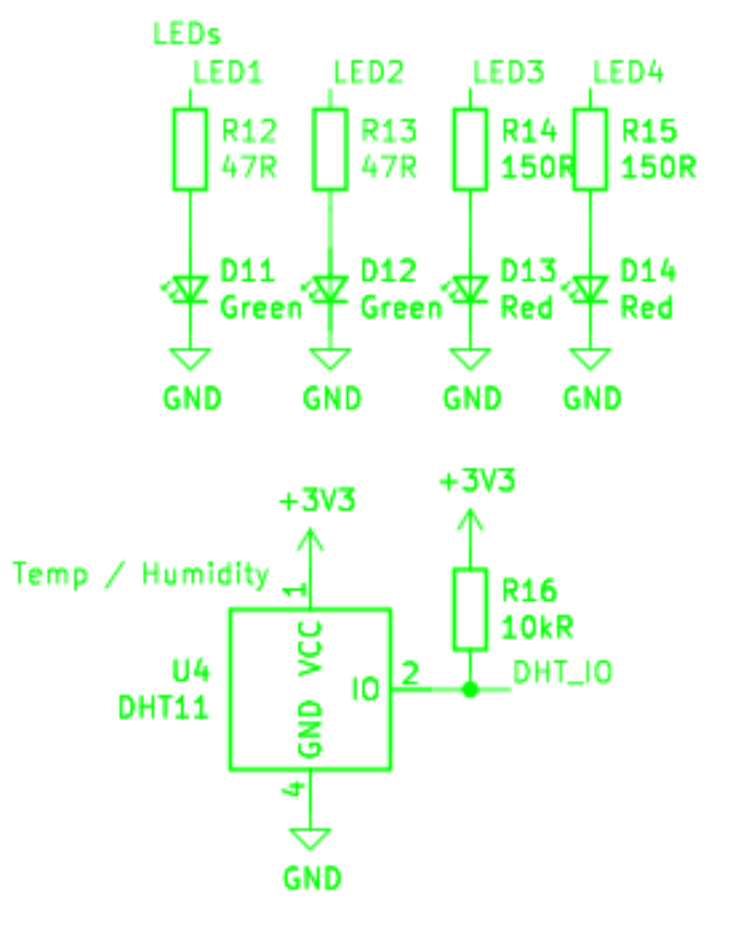 LEDs
LED1 LED2 LED3 LED4
R12 R13 R14 R15
47R 47R 150R 150R
D11 D12 D13 D14
Green Green Red Red
GND GND GND GND
+3V3
+3V3
Temp / Humidity
1
R16
10kR
VCC
U4
DHT11
IO
2
DHT_IO
GND
4
GND